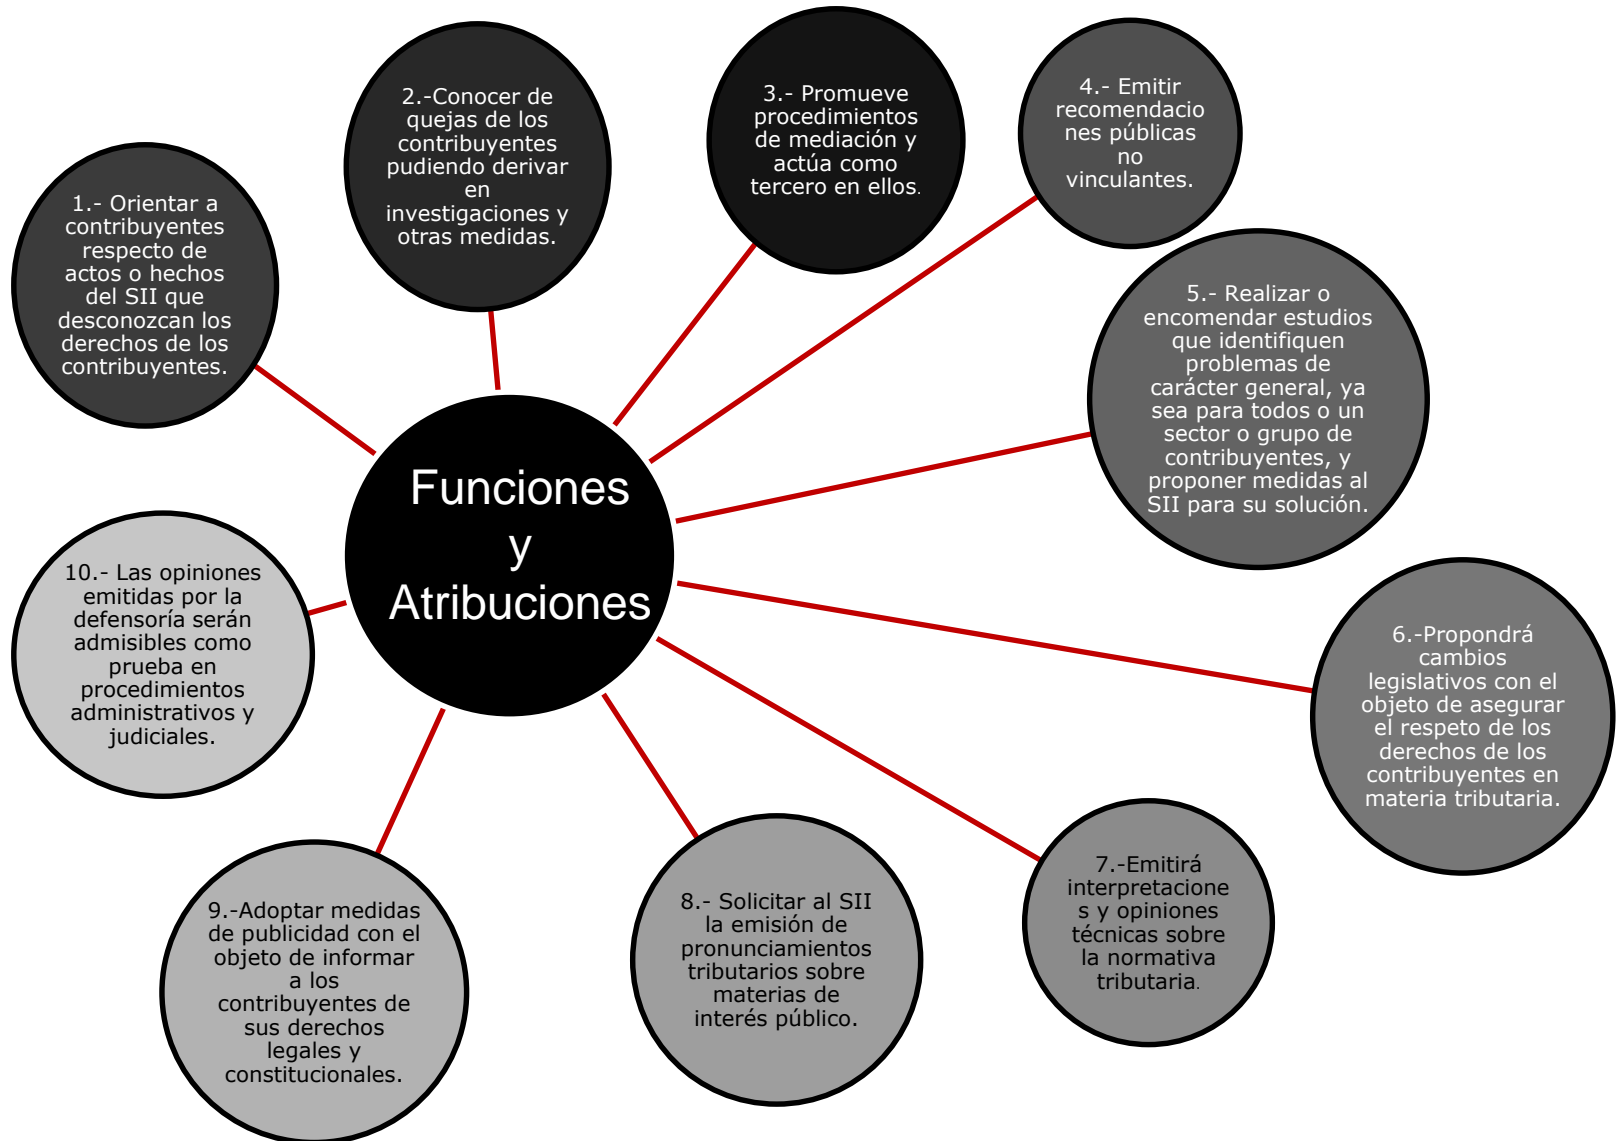 1.- Orientar a
contribuyentes
respecto de
actos o hechos
del SII que
desconozcan los
derechos de los
contribuyentes.
2.-Conocer de
quejas de los
contribuyentes
pudiendo derivar
en
investigaciones y
otras medidas.
3.- Promueve
procedimientos
de mediación y
actúa como
tercero en ellos.
4.- Emitir
recomendacio
nes públicas
no
vinculantes.
5.- Realizar o
encomendar estudios
que identifiquen
problemas de
carácter general, ya
sea para todos o un
sector o grupo de
contribuyentes, y
proponer medidas al
SII para su solución.
Funciones
y
Atribuciones
6.-Propondrá
cambios
legislativos con el
objeto de asegurar
el respeto de los
derechos de los
contribuyentes en
materia tributaria.
7.-Emitirá
interpretacione
s y opiniones
técnicas sobre
la normativa
tributaria.
8.- Solicitar al SII
la emisión de
pronunciamientos
tributarios sobre
materias de
interés público.
9.-Adoptar medidas
de publicidad con el
objeto de informar
a los
contribuyentes de
sus derechos
legales y
constitucionales.
10.- Las opiniones
emitidas por la
defensoría serán
admisibles como
prueba en
procedimientos
administrativos y
judiciales.